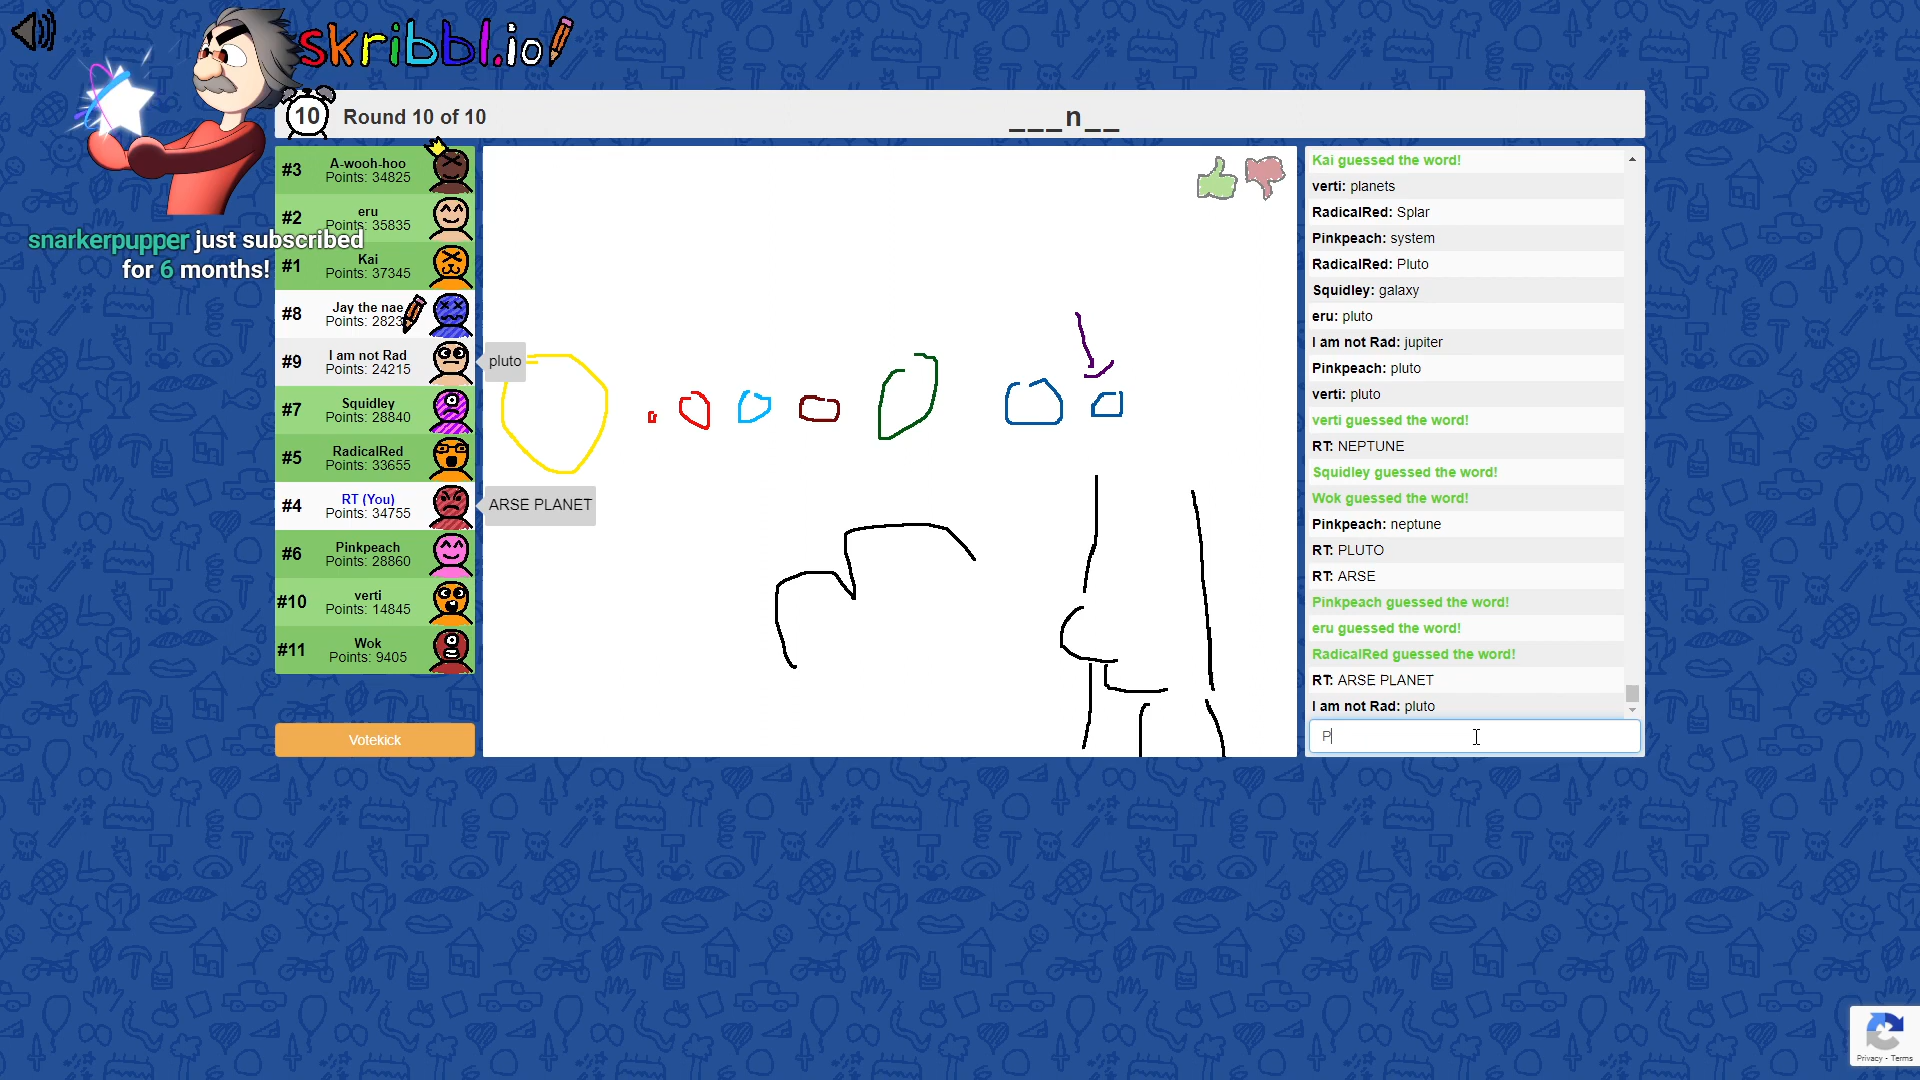 skribbl.io
10
Round 10 of 10
___n__
snarkerpupper just subscribed
for 6 months!
#3
A-wooh-hoo
Points: 34825
#2
eru
Points: 35835
#1
Kai
Points: 37345
#8
Jay the nae
Points: 2823
#9
I am not Rad
Points: 24215
pluto
#7
Squidley
Points: 28840
#5
RadicalRed
Points: 33655
#4
RT (You)
Points: 34755
ARSE PLANET
#6
Pinkpeach
Points: 28860
#10
verti
Points: 14845
#11
Wok
Points: 9405
Votekick
Kai guessed the word!
verti: planets
RadicalRed: Splar
Pinkpeach: system
RadicalRed: Pluto
Squidley: galaxy
eru: pluto
I am not Rad: jupiter
Pinkpeach: pluto
verti: pluto
verti guessed the word!
RT: NEPTUNE
Squidley guessed the word!
Wok guessed the word!
Pinkpeach: neptune
RT: PLUTO
RT: ARSE
Pinkpeach guessed the word!
eru guessed the word!
RadicalRed guessed the word!
RT: ARSE PLANET
I am not Rad: pluto
P
Privacy - Terms